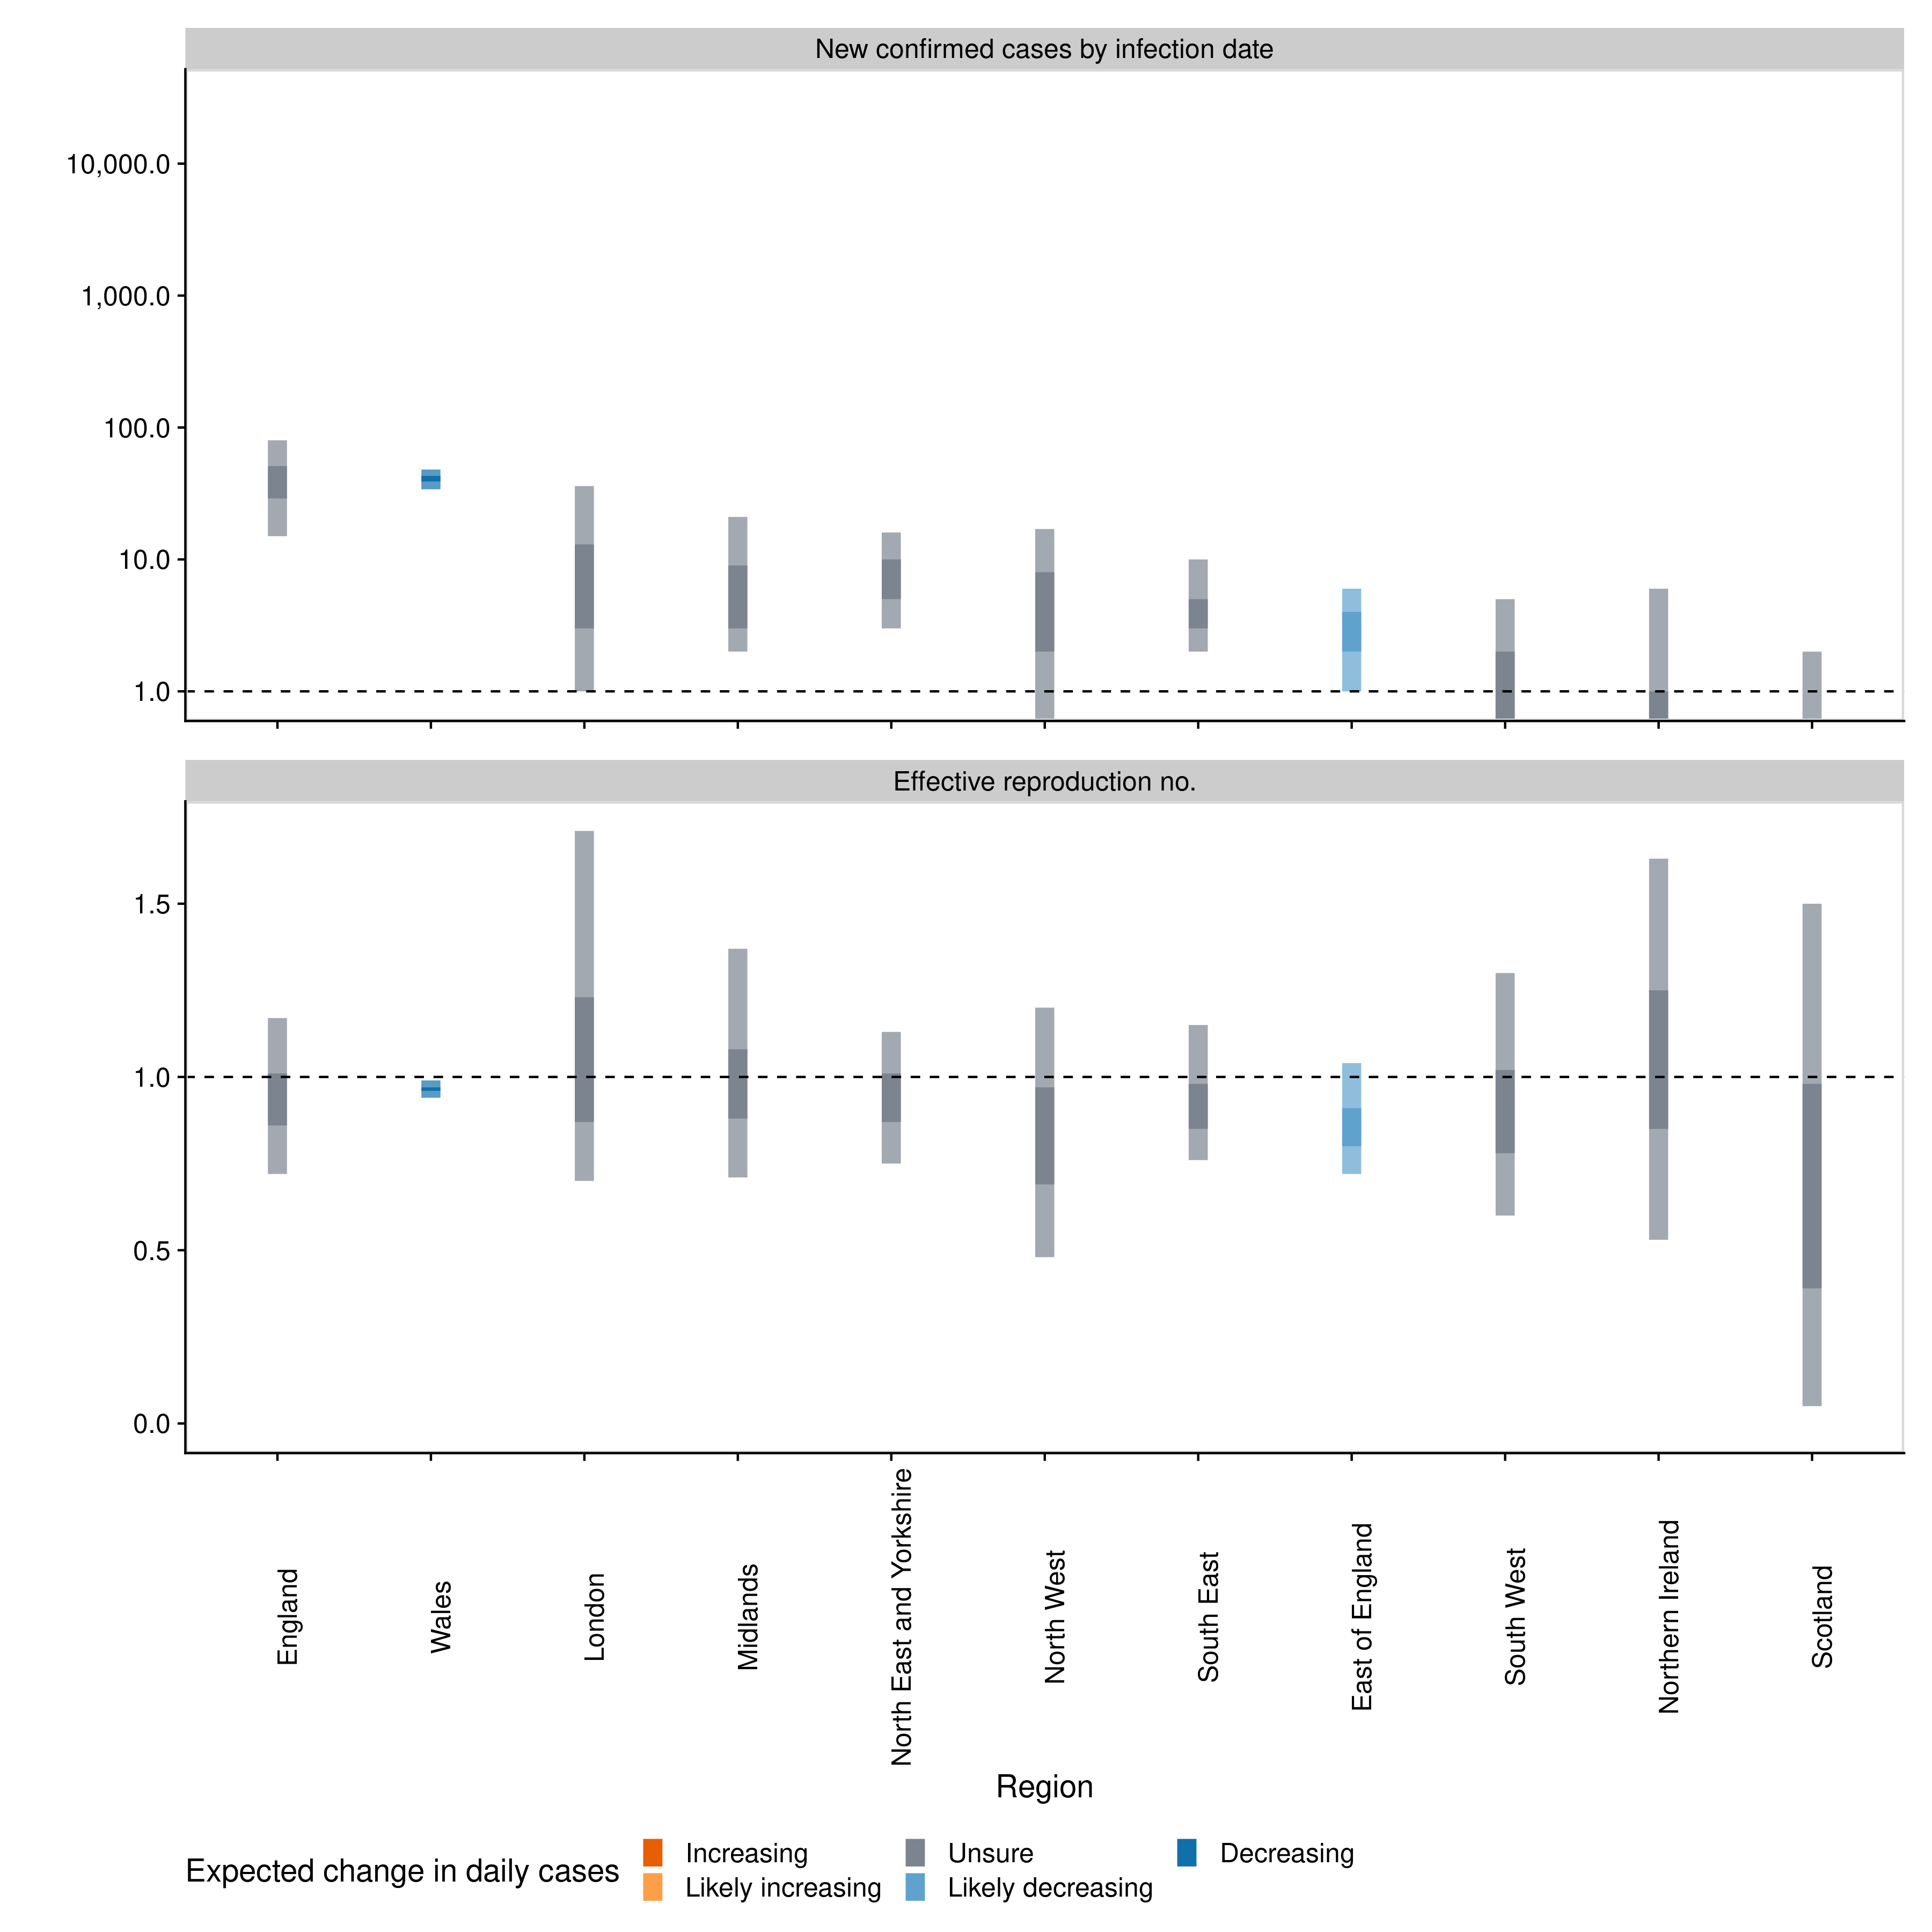 New confirmed cases by infection date
10,000.0
1,000.0
100.0
10.0
1.0
Effective reproduction no.
1.5
1.0
0.5
0.0
England
Wales
London
Midlands
North East and Yorkshire
North West
South East
East of England
South West
Northern Ireland
Scotland
Region
Expected change in daily cases
Increasing
Unsure
Decreasing
Likely increasing
Likely decreasing